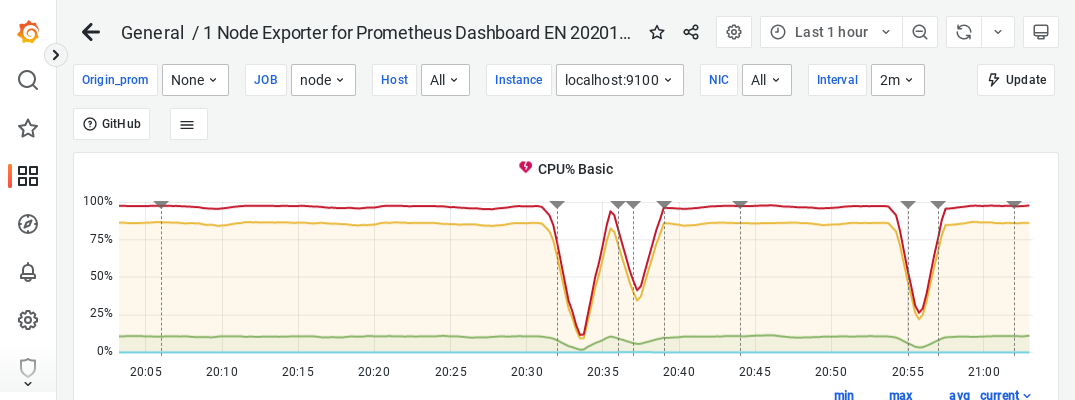 General / 1 Node Exporter for Prometheus Dashboard EN 20201...
Last 1 hour
Origin_prom None JOB node Host All Instance localhost:9100 NIC All Interval 2m Update
GitHub
CPU% Basic
100%
75%
50%
25%
0%
20:05 20:10 20:15 20:20 20:25 20:30 20:35 20:40 20:45 20:50 20:55 21:00
min max avg current